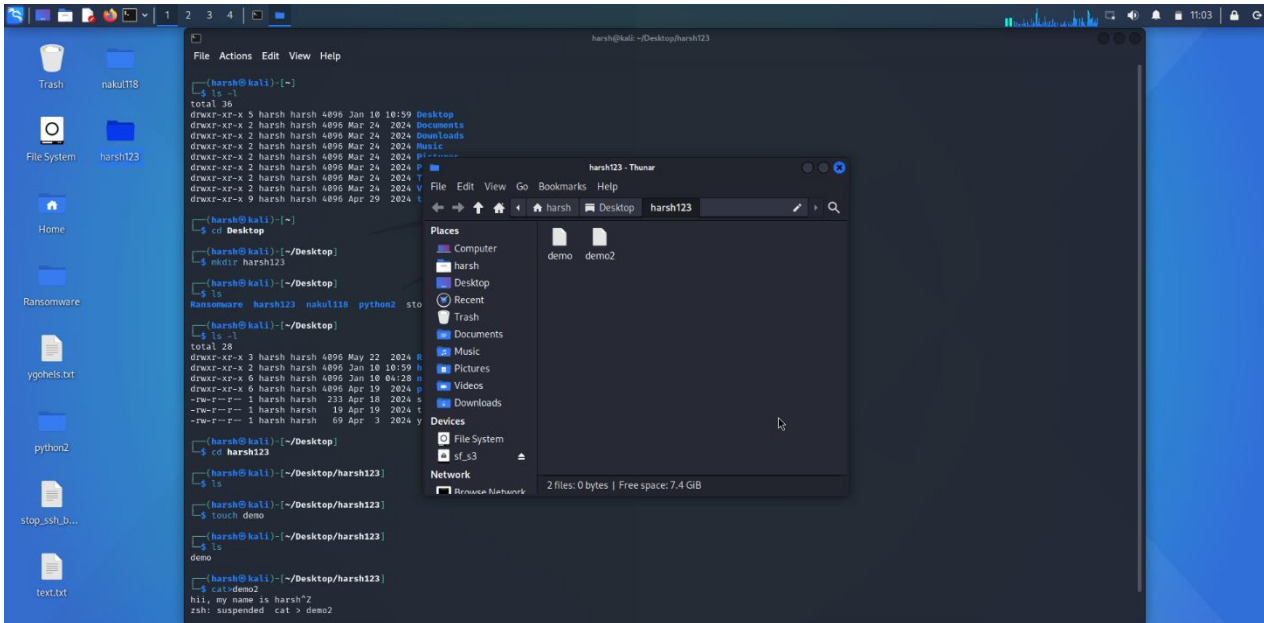 1 2 3 4
11:03
Trash
nakul118
File System
harsh123
Home
Ransomware
ygohels.txt
python2
stop_ssh_b...
text.txt
harsh@kali: ~/Desktop/harsh123
File Actions Edit View Help
┌──(harsh㉿kali)-[~]
└─$ ls -l
total 36
drwxr-xr-x 5 harsh harsh 4096 Jan 10 10:59 Desktop
drwxr-xr-x 2 harsh harsh 4096 Mar 24 2024 Documents
drwxr-xr-x 2 harsh harsh 4096 Mar 24 2024 Downloads
drwxr-xr-x 2 harsh harsh 4096 Mar 24 2024 Music
drwxr-xr-x 2 harsh harsh 4096 Mar 24 2024 Pictures
drwxr-xr-x 2 harsh harsh 4096 Mar 24 2024 P
drwxr-xr-x 2 harsh harsh 4096 Mar 24 2024 T
drwxr-xr-x 2 harsh harsh 4096 Mar 24 2024 V
drwxr-xr-x 9 harsh harsh 4096 Apr 29 2024 t
┌──(harsh㉿kali)-[~]
└─$ cd Desktop
┌──(harsh㉿kali)-[~/Desktop]
└─$ mkdir harsh123
┌──(harsh㉿kali)-[~/Desktop]
└─$ ls
Ransomware harsh123 nakul118 python2 sto
┌──(harsh㉿kali)-[~/Desktop]
└─$ ls -l
total 28
drwxr-xr-x 3 harsh harsh 4096 May 22 2024 R
drwxr-xr-x 2 harsh harsh 4096 Jan 10 10:59 h
drwxr-xr-x 6 harsh harsh 4096 Jan 10 04:28 n
drwxr-xr-x 6 harsh harsh 4096 Apr 19 2024 p
-rw-r--r-- 1 harsh harsh 233 Apr 18 2024 s
-rw-r--r-- 1 harsh harsh 19 Apr 19 2024 t
-rw-r--r-- 1 harsh harsh 69 Apr 3 2024 y
┌──(harsh㉿kali)-[~/Desktop]
└─$ cd harsh123
┌──(harsh㉿kali)-[~/Desktop/harsh123]
└─$ ls
┌──(harsh㉿kali)-[~/Desktop/harsh123]
└─$ touch demo
┌──(harsh㉿kali)-[~/Desktop/harsh123]
└─$ ls
demo
┌──(harsh㉿kali)-[~/Desktop/harsh123]
└─$ cat>demo2
hii, my name is harsh^Z
zsh: suspended cat > demo2
harsh123 - Thunar
File Edit View Go Bookmarks Help
harsh Desktop harsh123
Places
Computer
harsh
Desktop
Recent
Trash
Documents
Music
Pictures
Videos
Downloads
Devices
File System
sf_s3
Network
Browse Network
demo demo2
2 files: 0 bytes | Free space: 7.4 GiB